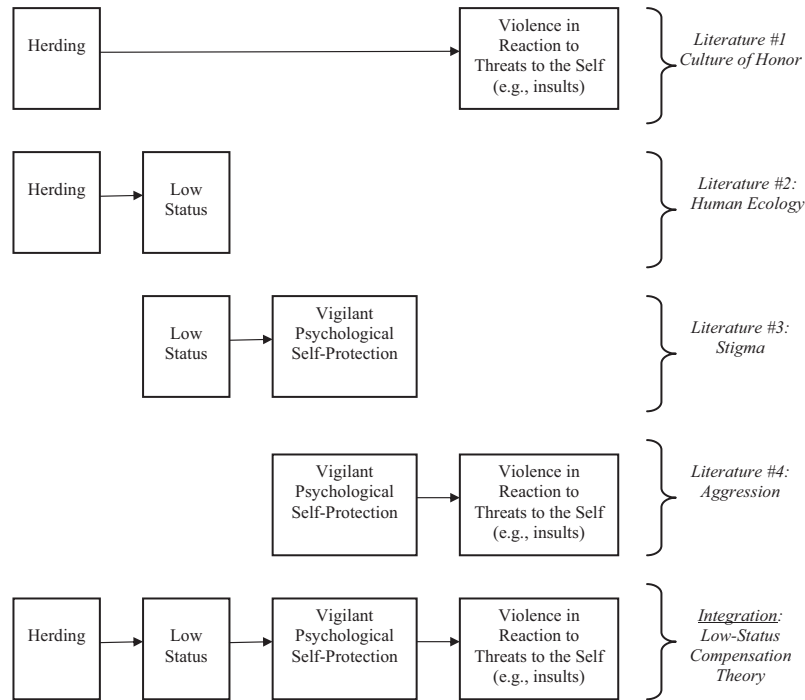 Herding
Violence in
Reaction to
Threats to the Self
(e.g., insults)
Literature #1
Culture of Honor
Herding
Low
Status
Literature #2:
Human Ecology
Low
Status
Vigilant
Psychological
Self-Protection
Literature #3:
Stigma
Vigilant
Psychological
Self-Protection
Violence in
Reaction to
Threats to the Self
(e.g., insults)
Literature #4:
Aggression
Herding
Low
Status
Vigilant
Psychological
Self-Protection
Violence in
Reaction to
Threats to the Self
(e.g., insults)
Integration:
Low-Status
Compensation
Theory